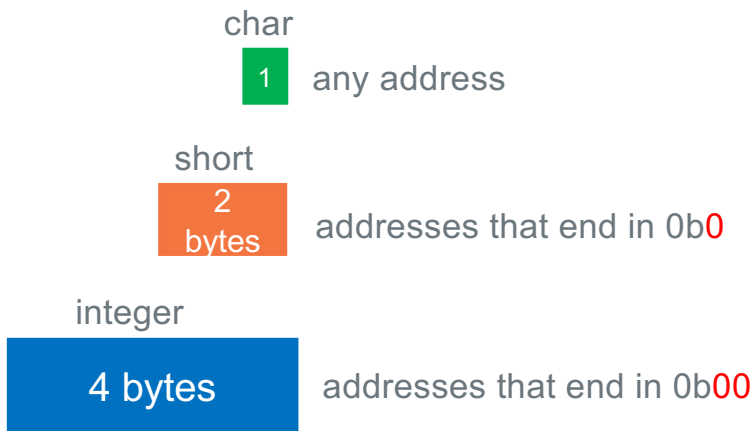 char
1
any address
short
2
bytes
addresses that end in 0b0
integer
4 bytes
addresses that end in 0b00